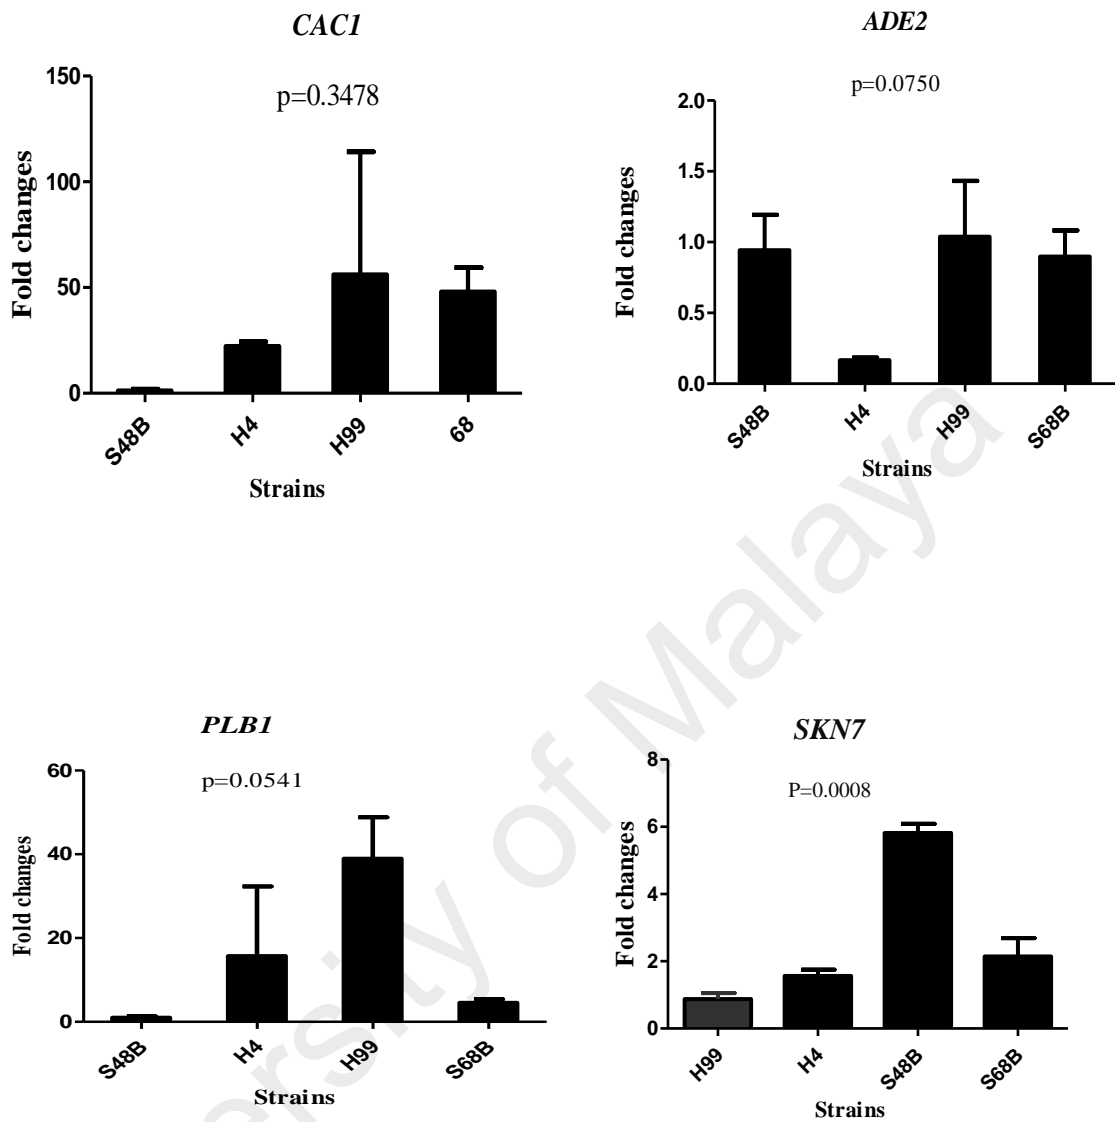 CAC1
p=0.3478
150
100
50
0
Fold changes
S48B
H4
H99
68
Strains
ADE2
p=0.0750
2.0
1.5
1.0
0.5
0.0
Fold changes
S48B
H4
H99
S68B
Strains
PLB1
p=0.0541
60
40
20
0
Fold changes
S48B
H4
H99
S68B
Strains
SKN7
P=0.0008
8
6
4
2
0
Fold changes
H99
H4
S48B
S68B
Strains
ersity of Malaya